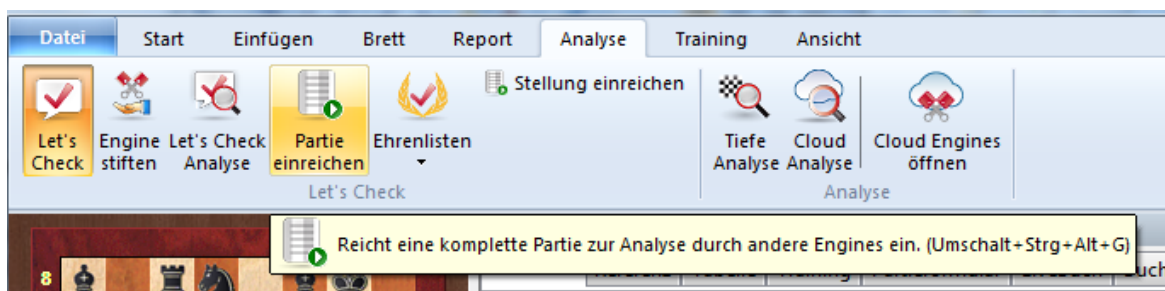 Datei Start Einfügen Brett Report Analyse Training Ansicht
Let's Check
Engine stiften
Let's Check Analyse
Partie einreichen
Ehrenlisten
Stellung einreichen
Let's Check
Tiefe Analyse
Cloud Analyse
Cloud Engines öffnen
Analyse
Reicht eine komplette Partie zur Analyse durch andere Engines ein. (Umschalt+Strg+Alt+G)
8